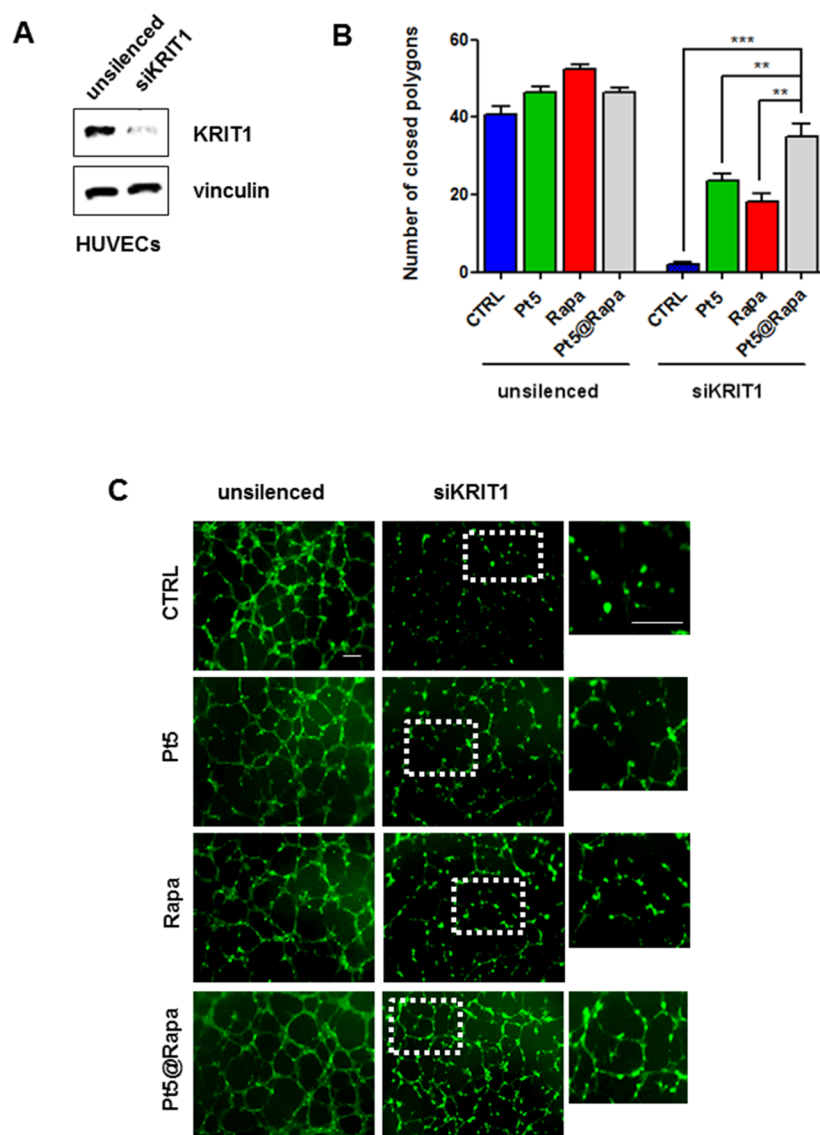 A
unsilenced
siKRIT1
KRIT1
vinculin
HUVECs
B
Number of closed polygons
60
40
20
0
***
**
**
CTRL
Pt5
Rapa
Pt5@Rapa
CTRL
Pt5
Rapa
Pt5@Rapa
unsilenced
siKRIT1
C
unsilenced
siKRIT1
CTRL
Pt5
Rapa
Pt5@Rapa